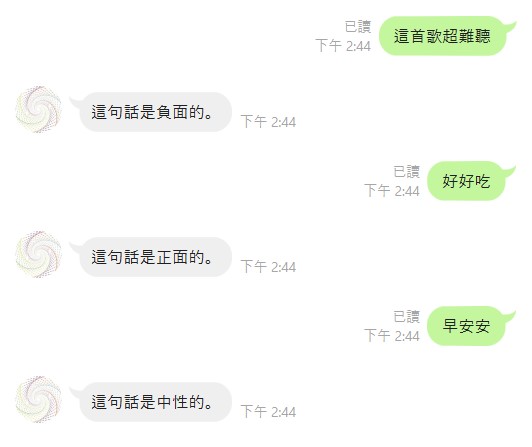 已讀
下午 2:44
這首歌超難聽
這句話是負面的。
下午 2:44
已讀
下午 2:44
好好吃
這句話是正面的。
下午 2:44
已讀
下午 2:44
早安安
這句話是中性的。
下午 2:44